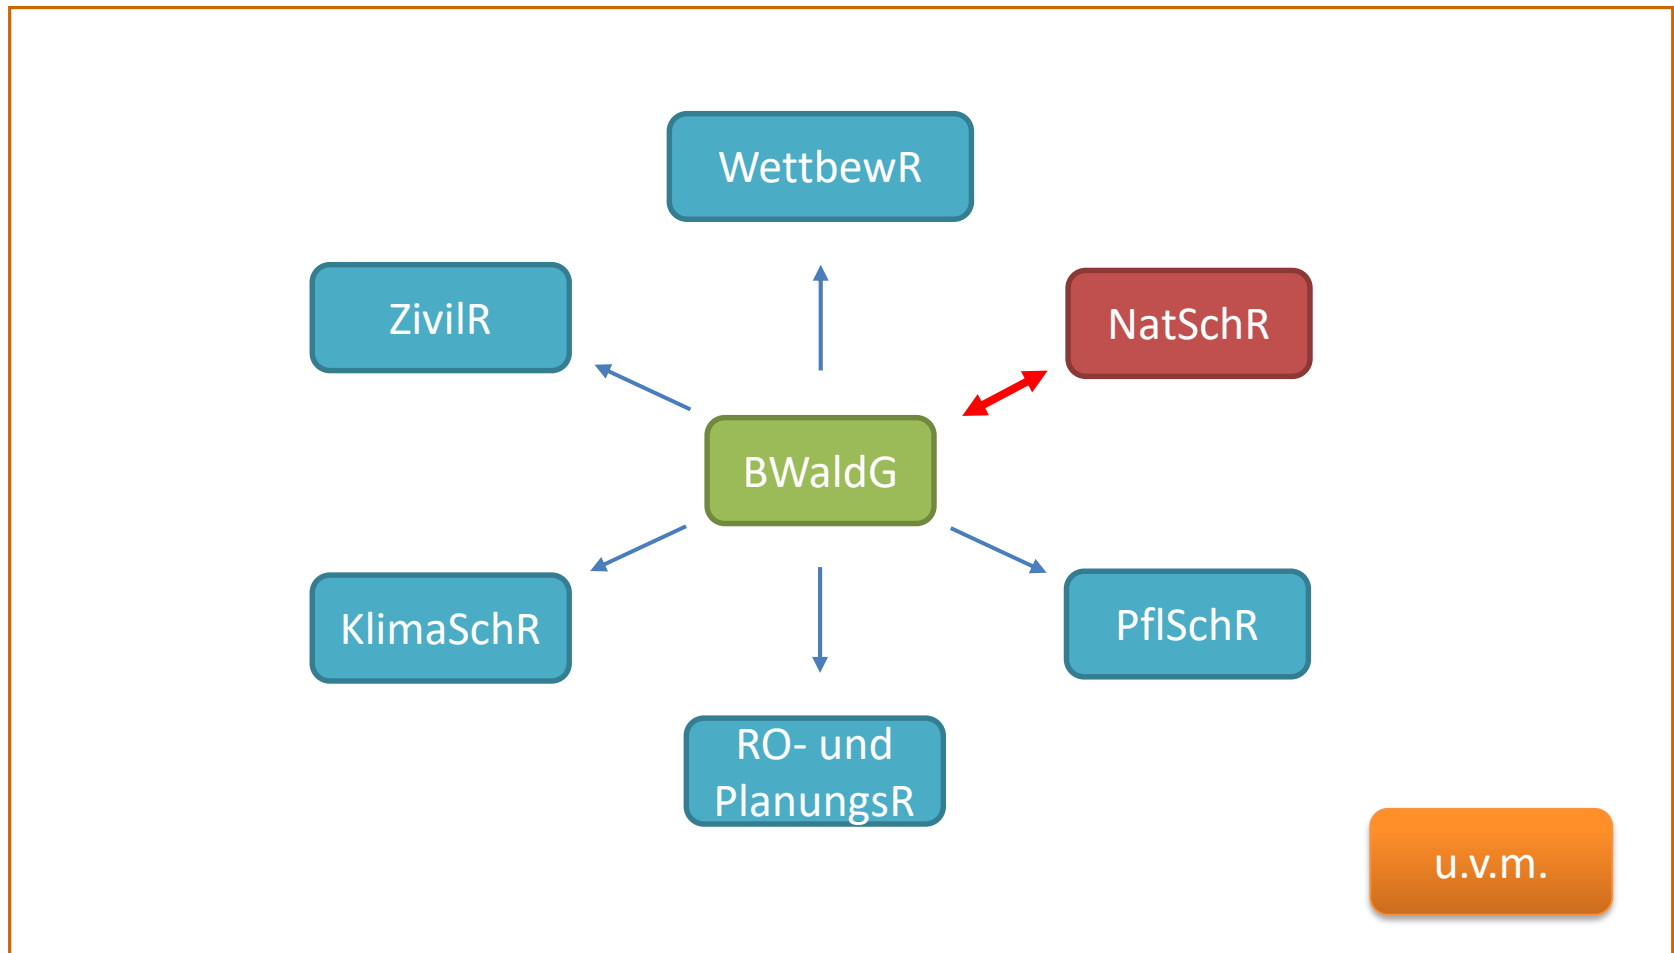 WettbewR
ZivilR
NatSchR
BWaldG
KlimaSchR
PflSchR
RO- und
PlanungsR
u.v.m.